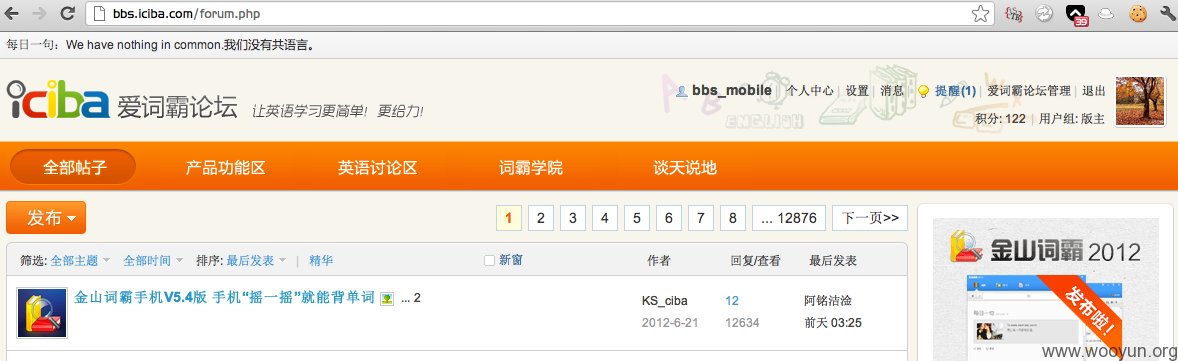 bbs.iciba.com/forum.php
39
每日一句：We have nothing in common.我们没有共语言。
iciba 爱词霸论坛 让英语学习更简单！更给力！
bbs_mobile 个人中心 | 设置 | 消息 提醒(1) | 爱词霸论坛管理 | 退出
积分: 122 | 用户组: 版主
ENGLISH
全部帖子 产品功能区 英语讨论区 词霸学院 谈天说地
发布 1 2 3 4 5 6 7 8 ... 12876 下一页>>
筛选: 全部主题 全部时间 排序: 最后发表 | 精华 新窗 作者 回复/查看 最后发表
金山词霸手机V5.4版 手机“摇一摇”就能背单词 ... 2 KS_ciba 12 阿铭沽淦
2012-6-21 12634 前天 03:25
金山词霸 2012
每日一句
发布啦！
www.wooyun.org